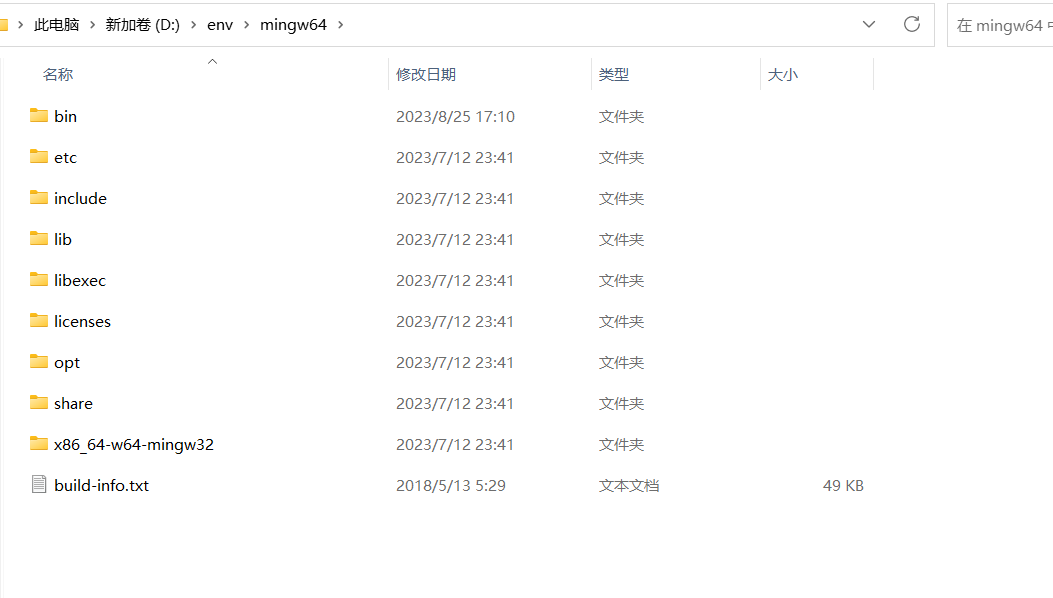 此电脑 > 新加卷 (D:) > env > mingw64 >
在 mingw64 中
名称 修改日期 类型 大小
bin 2023/8/25 17:10 文件夹
etc 2023/7/12 23:41 文件夹
include 2023/7/12 23:41 文件夹
lib 2023/7/12 23:41 文件夹
libexec 2023/7/12 23:41 文件夹
licenses 2023/7/12 23:41 文件夹
opt 2023/7/12 23:41 文件夹
share 2023/7/12 23:41 文件夹
x86_64-w64-mingw32 2023/7/12 23:41 文件夹
build-info.txt 2018/5/13 5:29 文本文档 49 KB